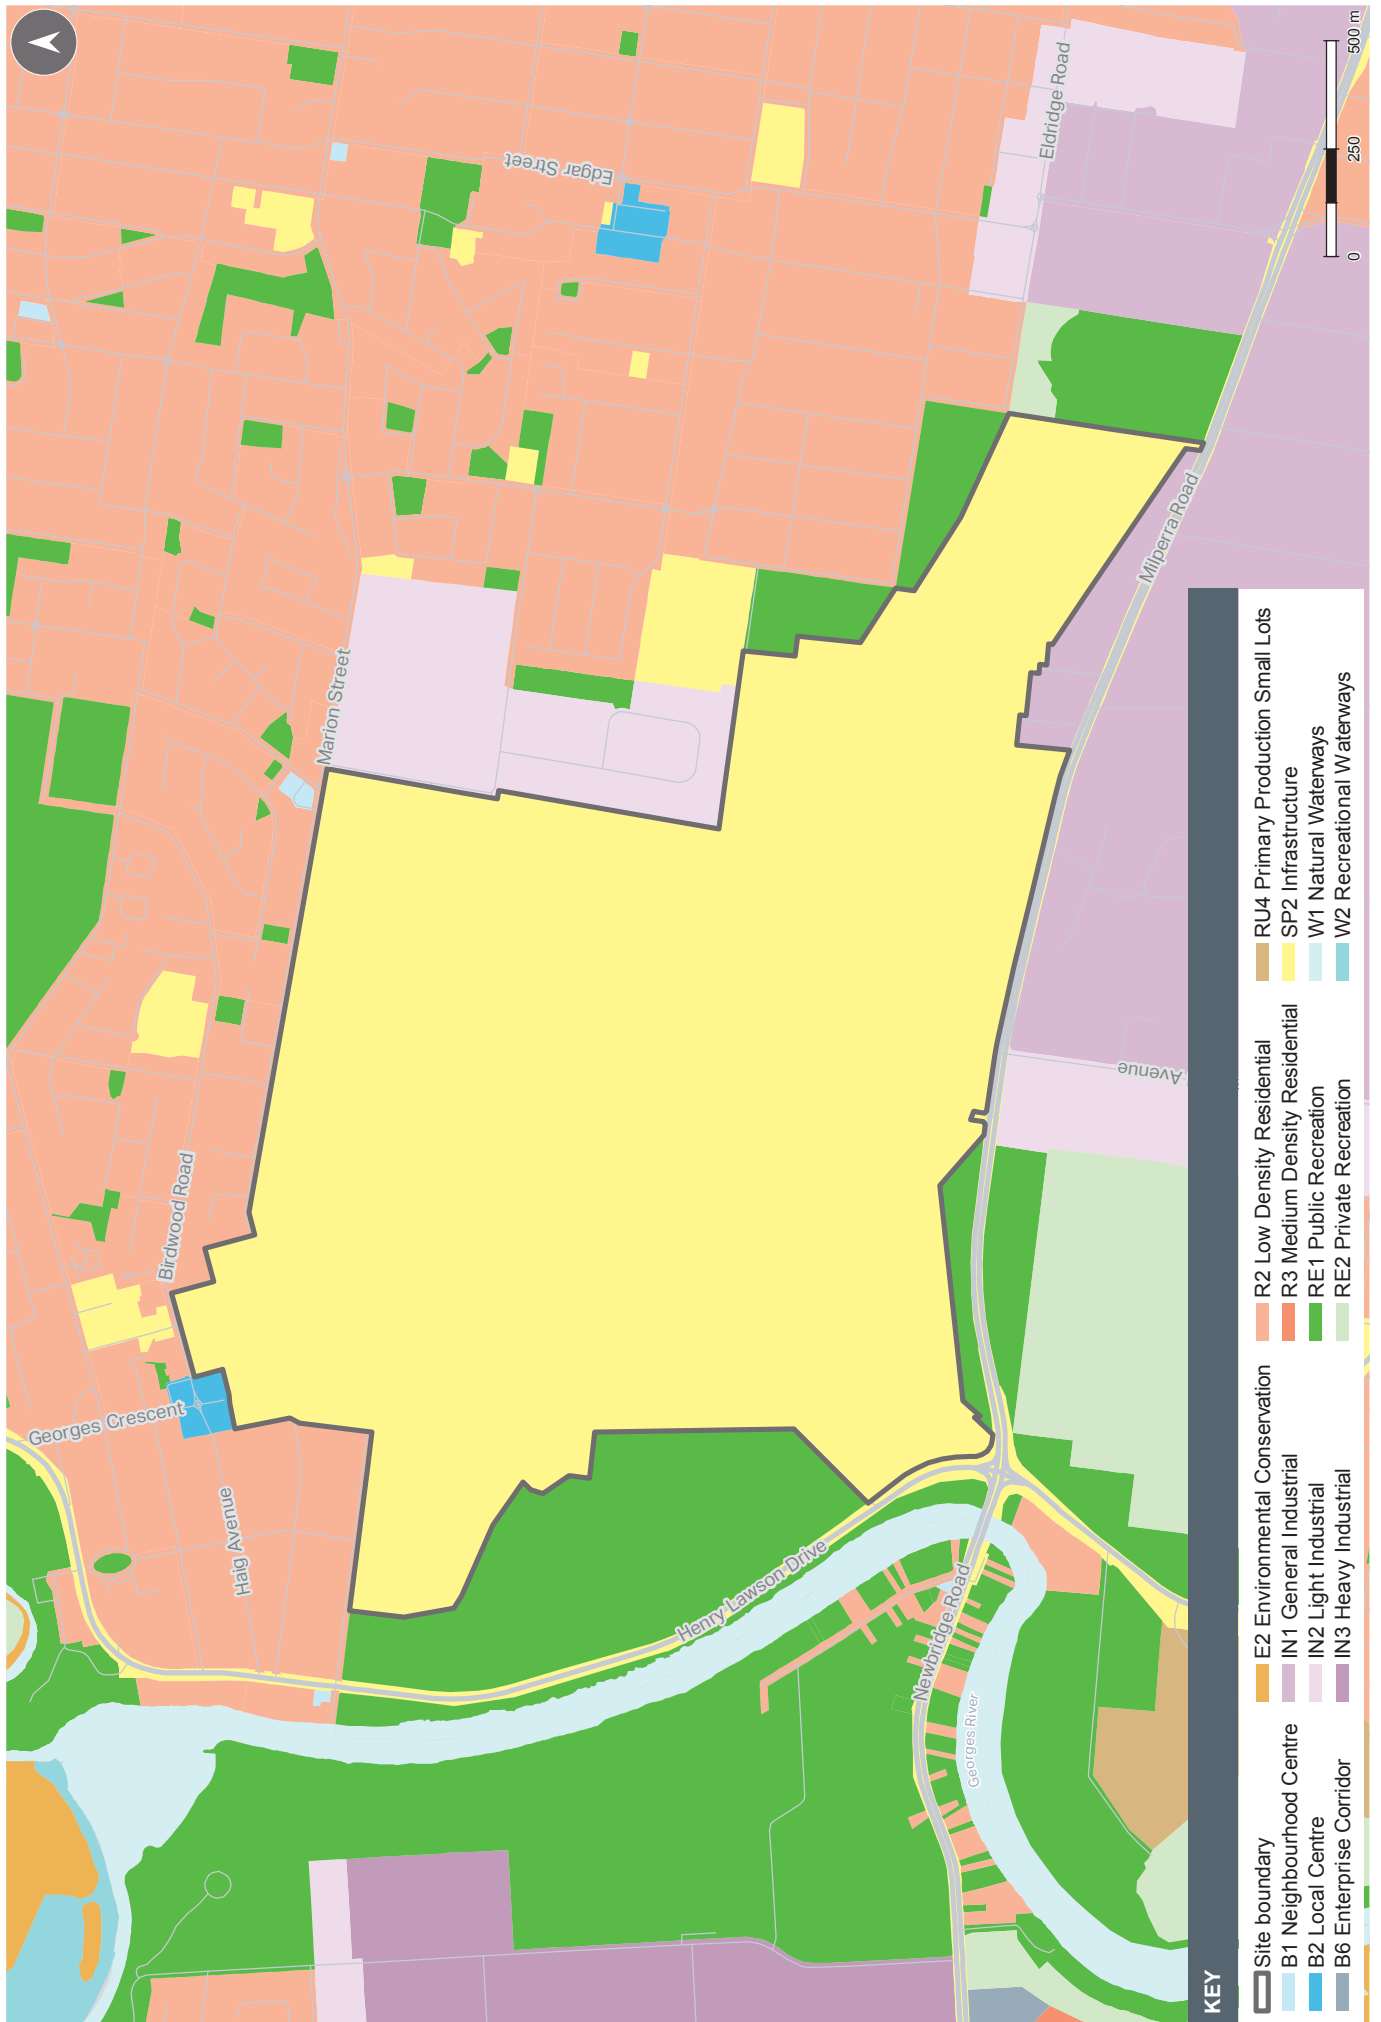 Georges Crescent
Birdwood Road
Haig Avenue
Marion Street
Edgar Street
Henry Lawson Drive
Newbridge Road
Georges River
Milperra Road
Eldridge Road
Avenue
0 250 500 m
KEY
Site boundary
B1 Neighbourhood Centre
B2 Local Centre
B6 Enterprise Corridor
E2 Environmental Conservation
IN1 General Industrial
IN2 Light Industrial
IN3 Heavy Industrial
R2 Low Density Residential
R3 Medium Density Residential
RE1 Public Recreation
RE2 Private Recreation
RU4 Primary Production Small Lots
SP2 Infrastructure
W1 Natural Waterways
W2 Recreational Waterways